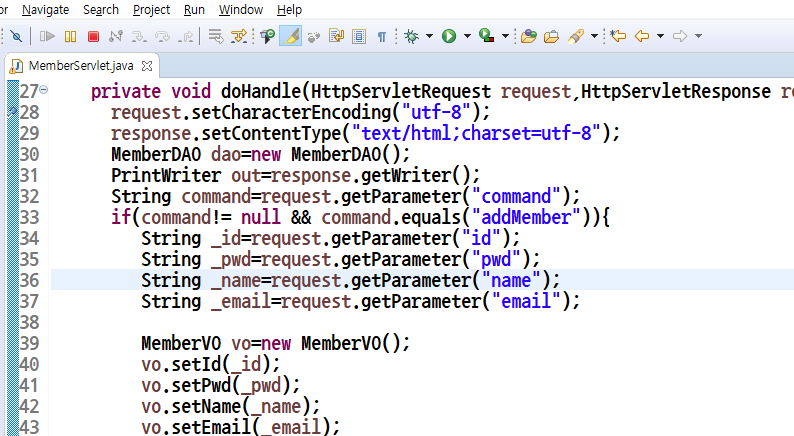 or Navigate Search Project Run Window Help
MemberServlet.java
27 private void doHandle(HttpServletRequest request,HttpServletResponse re
28 request.setCharacterEncoding("utf-8");
29 response.setContentType("text/html;charset=utf-8");
30 MemberDAO dao=new MemberDAO();
31 PrintWriter out=response.getWriter();
32 String command=request.getParameter("command");
33 if(command!= null && command.equals("addMember")){
34 String _id=request.getParameter("id");
35 String _pwd=request.getParameter("pwd");
36 String _name=request.getParameter("name");
37 String _email=request.getParameter("email");
38
39 MemberVO vo=new MemberVO();
40 vo.setId(_id);
41 vo.setPwd(_pwd);
42 vo.setName(_name);
43 vo.setEmail(_email);